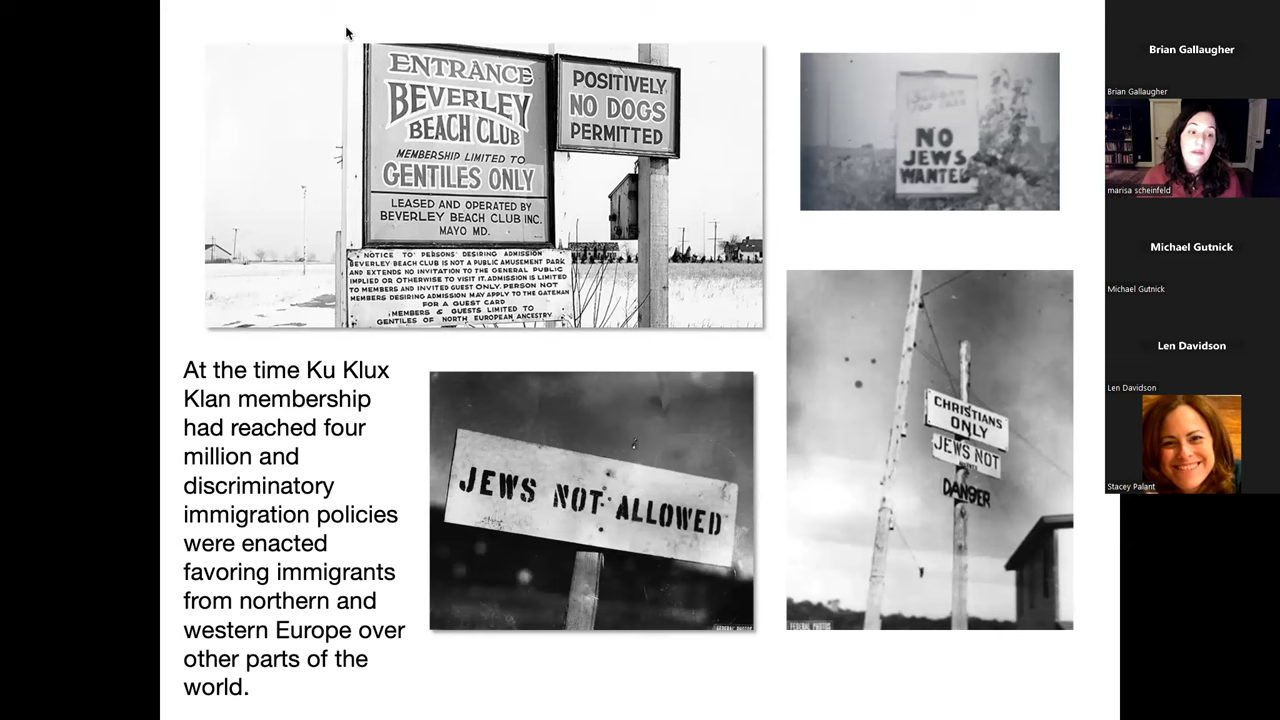 ENTRANCE
BEVERLEY
BEACH CLUB
MEMBERSHIP LIMITED TO
GENTILES ONLY
LEASED AND OPERATED BY
BEVERLEY BEACH CLUB INC.
MAYO MD.
POSITIVELY
NO DOGS
PERMITTED
NOTICE TO PERSONS DESIRING ADMISSION
BEVERLEY BEACH CLUB IS NOT A PUBLIC AMUSEMENT PARK
AND EXTENDS NO INVITATION TO THE GENERAL PUBLIC
IMPLIED OR OTHERWISE TO VISIT IT. ADMISSION IS LIMITED
TO MEMBERS AND INVITED GUEST ONLY. PERSON NOT
MEMBERS DESIRING ADMISSION MAY APPLY TO THE GATEMAN
FOR A GUEST CARD
MEMBERS & GUESTS LIMITED TO
GENTILES OF NORTH EUROPEAN ANCESTRY
NO
JEWS
WANTED
At the time Ku Klux
Klan membership
had reached four
million and
discriminatory
immigration policies
were enacted
favoring immigrants
from northern and
western Europe over
other parts of the
world.
JEWS NOT ALLOWED
FEDERAL PHOTOS
CHRISTIANS
ONLY
JEWS NOT
DANGER
FEDERAL PHOTOS
Brian Gallaugher
Brian Gallaugher
marisa scheinfeld
Michael Gutnick
Michael Gutnick
Len Davidson
Len Davidson
Stacey Palant